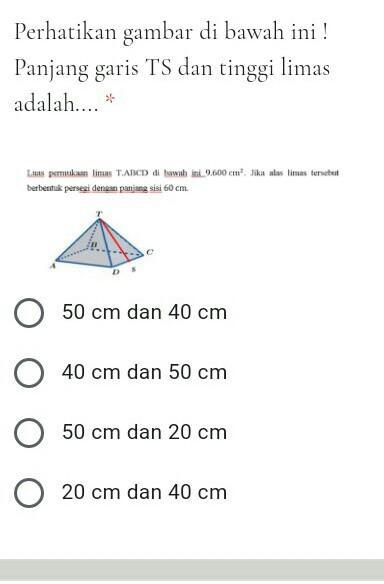 Perhatikan gambar di bawah ini !
Panjang garis TS dan tinggi limas
adalah.... *
Luas permukaan limas T.ABCD di bawah ini 9.600 cm². Jika alas limas tersebut
berbentuk persegi dengan panjang sisi 60 cm.
T
B
C
A
D
S
50 cm dan 40 cm
40 cm dan 50 cm
50 cm dan 20 cm
20 cm dan 40 cm